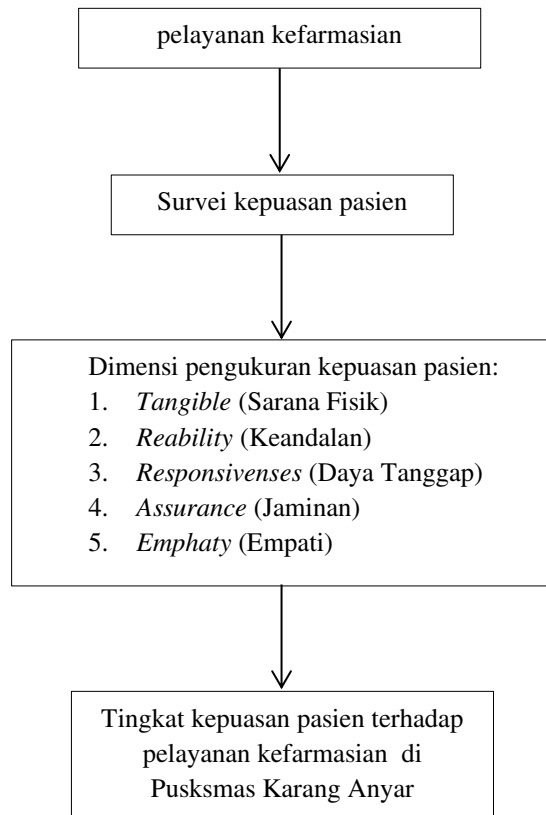 pelayanan kefarmasian
Survei kepuasan pasien
Dimensi pengukuran kepuasan pasien:
1. Tangible (Sarana Fisik)
2. Reability (Keandalan)
3. Responsivenses (Daya Tanggap)
4. Assurance (Jaminan)
5. Emphaty (Empati)
Tingkat kepuasan pasien terhadap
pelayanan kefarmasian di
Pusksmas Karang Anyar